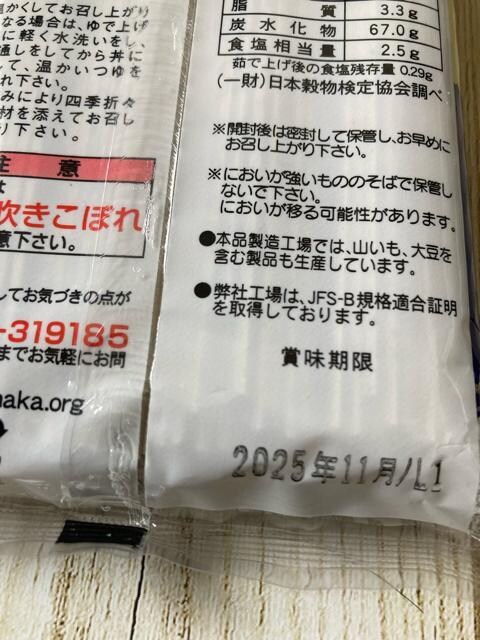 かくしてお召し上がり
なる場合は、ゆで上げ
に軽く水洗いをし、
通しをしてから丼に
して、温かいつゆを
れ下さい。
みにより四季折々
材を添えてお召し
り下さい。
注 意
は
吹きこぼれ
意下さい。
してお気づきの点が
-319185
までお気軽にお問
naka.org
脂 質 3.3g
炭水化物 67.0g
食塩相当量 2.5g
茹で上げ後の食塩残存量 0.29g
(一財)日本穀物検定協会調べ
※開封後は密封して保管し、お早めに
お召し上がり下さい。
※においが強いもののそばで保管し
ないで下さい。
においが移る可能性があります。
●本品製造工場では、山いも、大豆を
含む製品も生産しています。
●弊社工場は、JFS-B規格適合証明
を取得しております。
賞味期限
2025年11月/L1